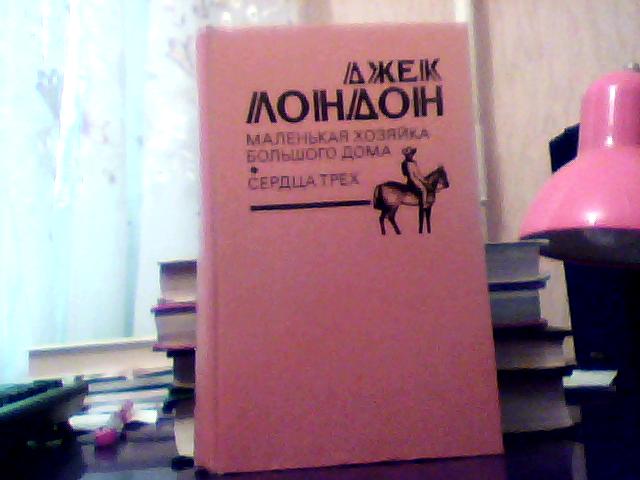 ДЖЕК
ЛОНДОН
МАЛЕНЬКАЯ ХОЗЯЙКА
БОЛЬШОГО ДОМА
•
СЕРДЦА ТРЕХ